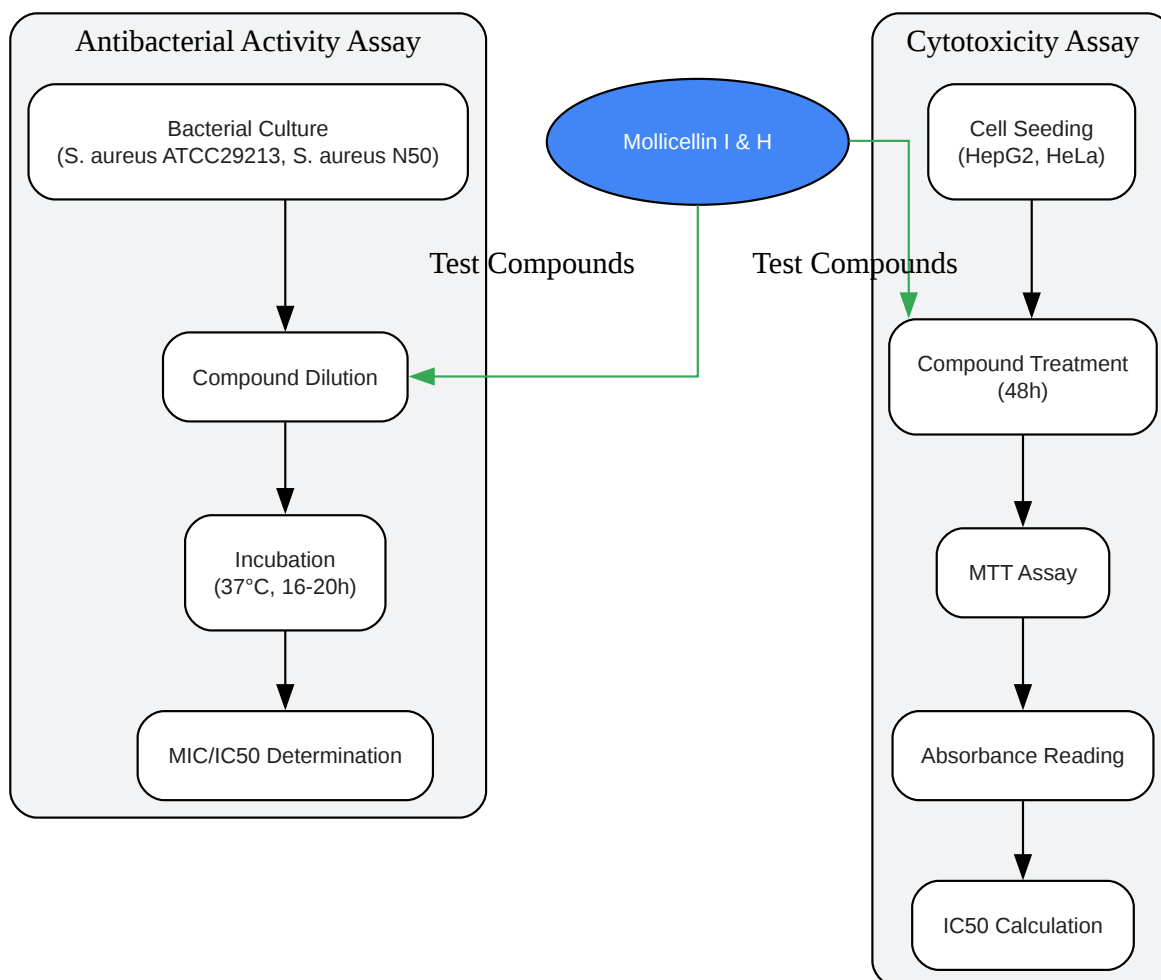 Antibacterial Activity Assay
Bacterial Culture
(S. aureus ATCC29213, S. aureus N50)
Compound Dilution
Incubation
(37°C, 16-20h)
MIC/IC50 Determination
Mollicellin I & H
Test Compounds
Test Compounds
Cytotoxicity Assay
Cell Seeding
(HepG2, HeLa)
Compound Treatment
(48h)
MTT Assay
Absorbance Reading
IC50 Calculation